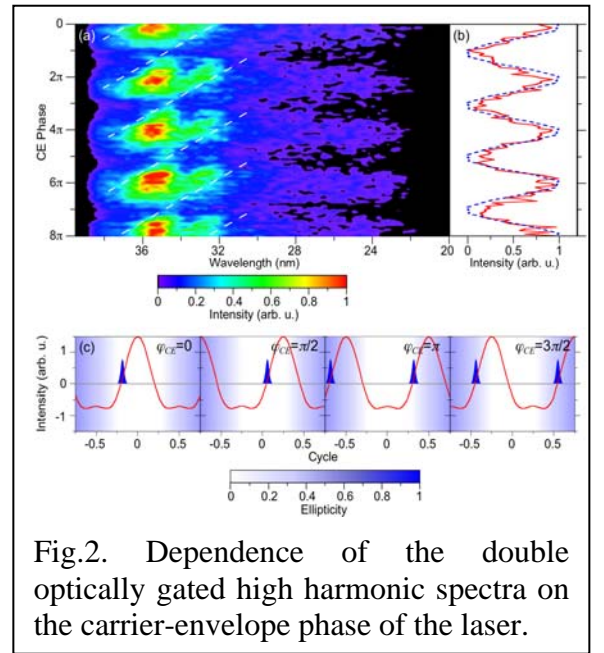 (a)
(b)
CE Phase
0
2π
4π
6π
8π
36 32 28 24 20
Wavelength (nm)
0 0.5 1
Intensity (arb. u.)
0 0.2 0.4 0.6 0.8 1
Intensity (arb. u.)
(c)
φCE=0
φCE=π/2
φCE=π
φCE=3π/2
Intensity (arb. u.)
1
0
-1
-0.5 0 0.5 -0.5 0 0.5 -0.5 0 0.5 -0.5 0 0.5
Cycle
0 0.2 0.4 0.6 0.8 1
Ellipticity
Fig.2. Dependence of the double
optically gated high harmonic spectra on
the carrier-envelope phase of the laser.